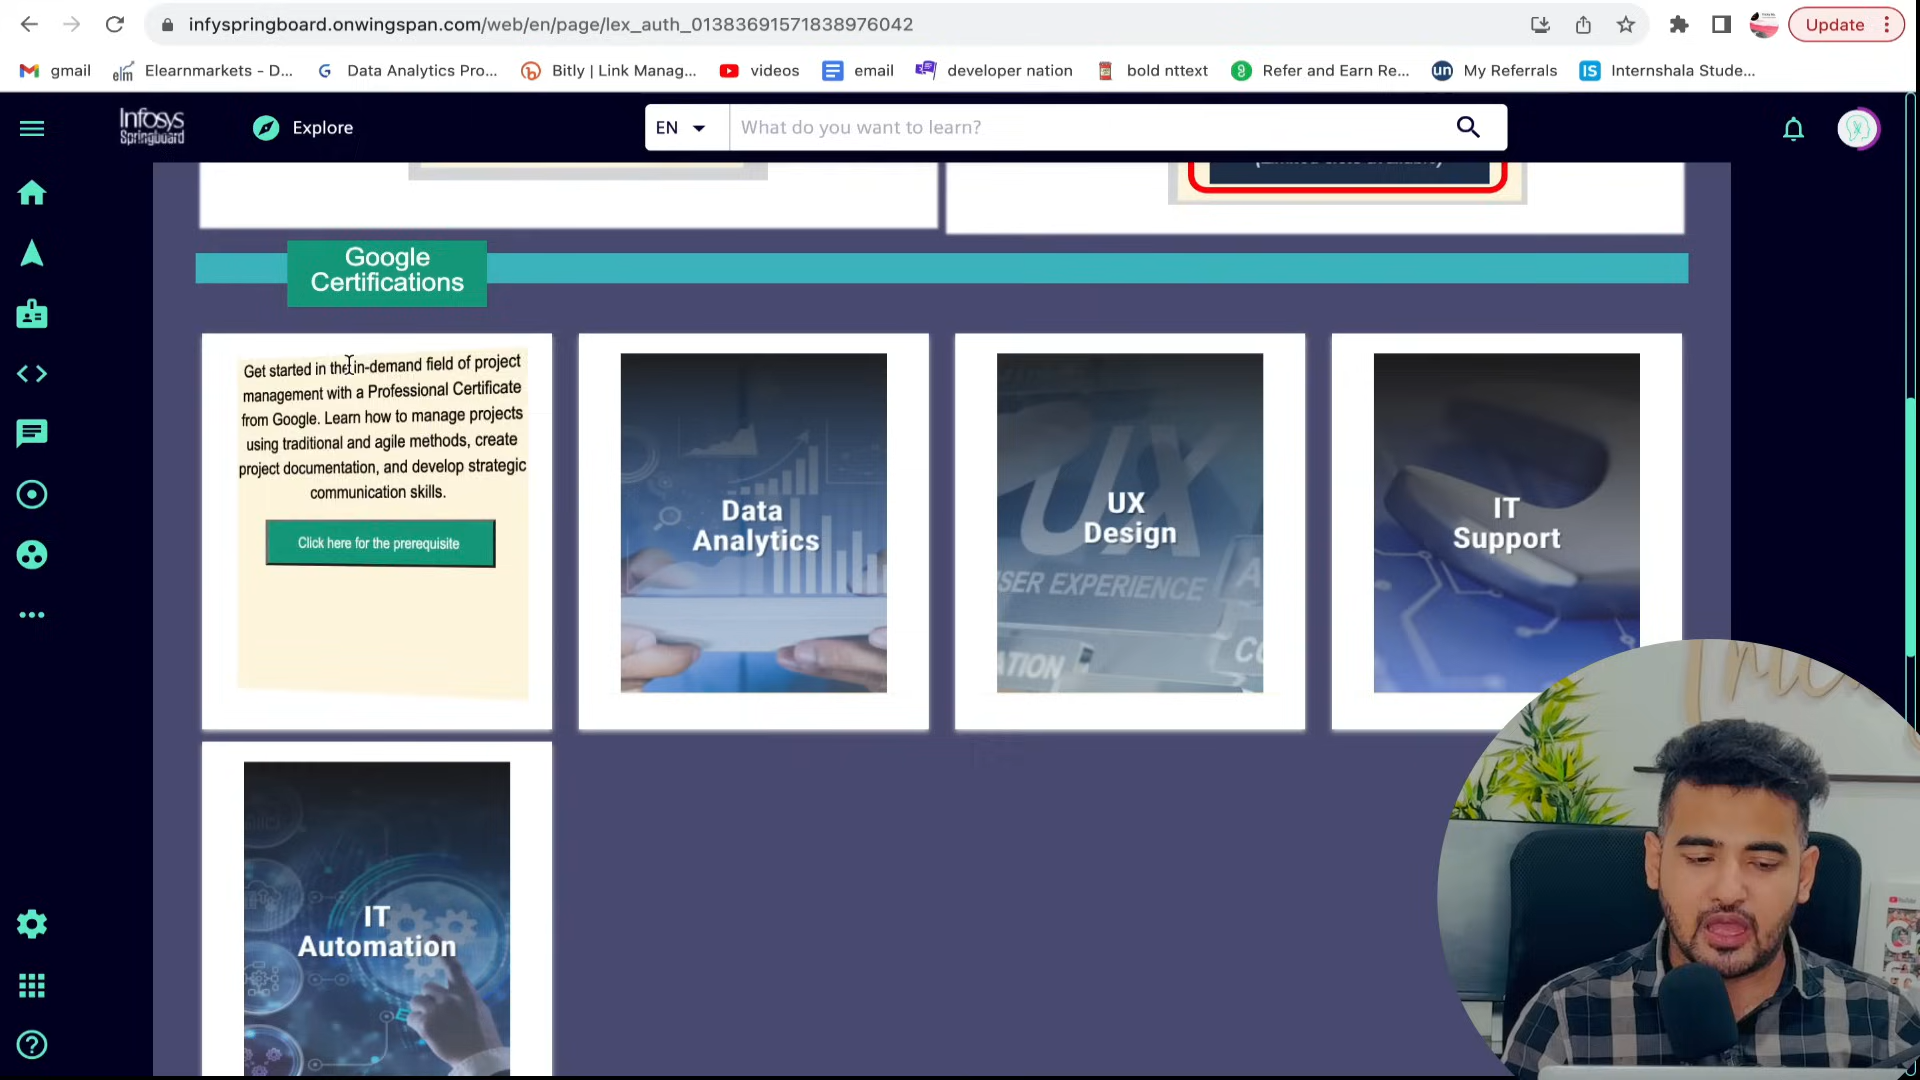 infyspringboard.onwingspan.com/web/en/page/lex_auth_01383691571838976042
Update
gmail
Elearnmarkets - D...
Data Analytics Pro...
Bitly | Link Manag...
videos
email
developer nation
bold nttext
Refer and Earn Re...
My Referrals
Internshala Stude...
Infosys
Springboard
Explore
EN
What do you want to learn?
Google
Certifications
Get started in the in-demand field of project
management with a Professional Certificate
from Google. Learn how to manage projects
using traditional and agile methods, create
project documentation, and develop strategic
communication skills.
Click here for the prerequisite
Data
Analytics
UX
Design
UX
SER EXPERIENCE
ATION
IT
Support
IT
Automation